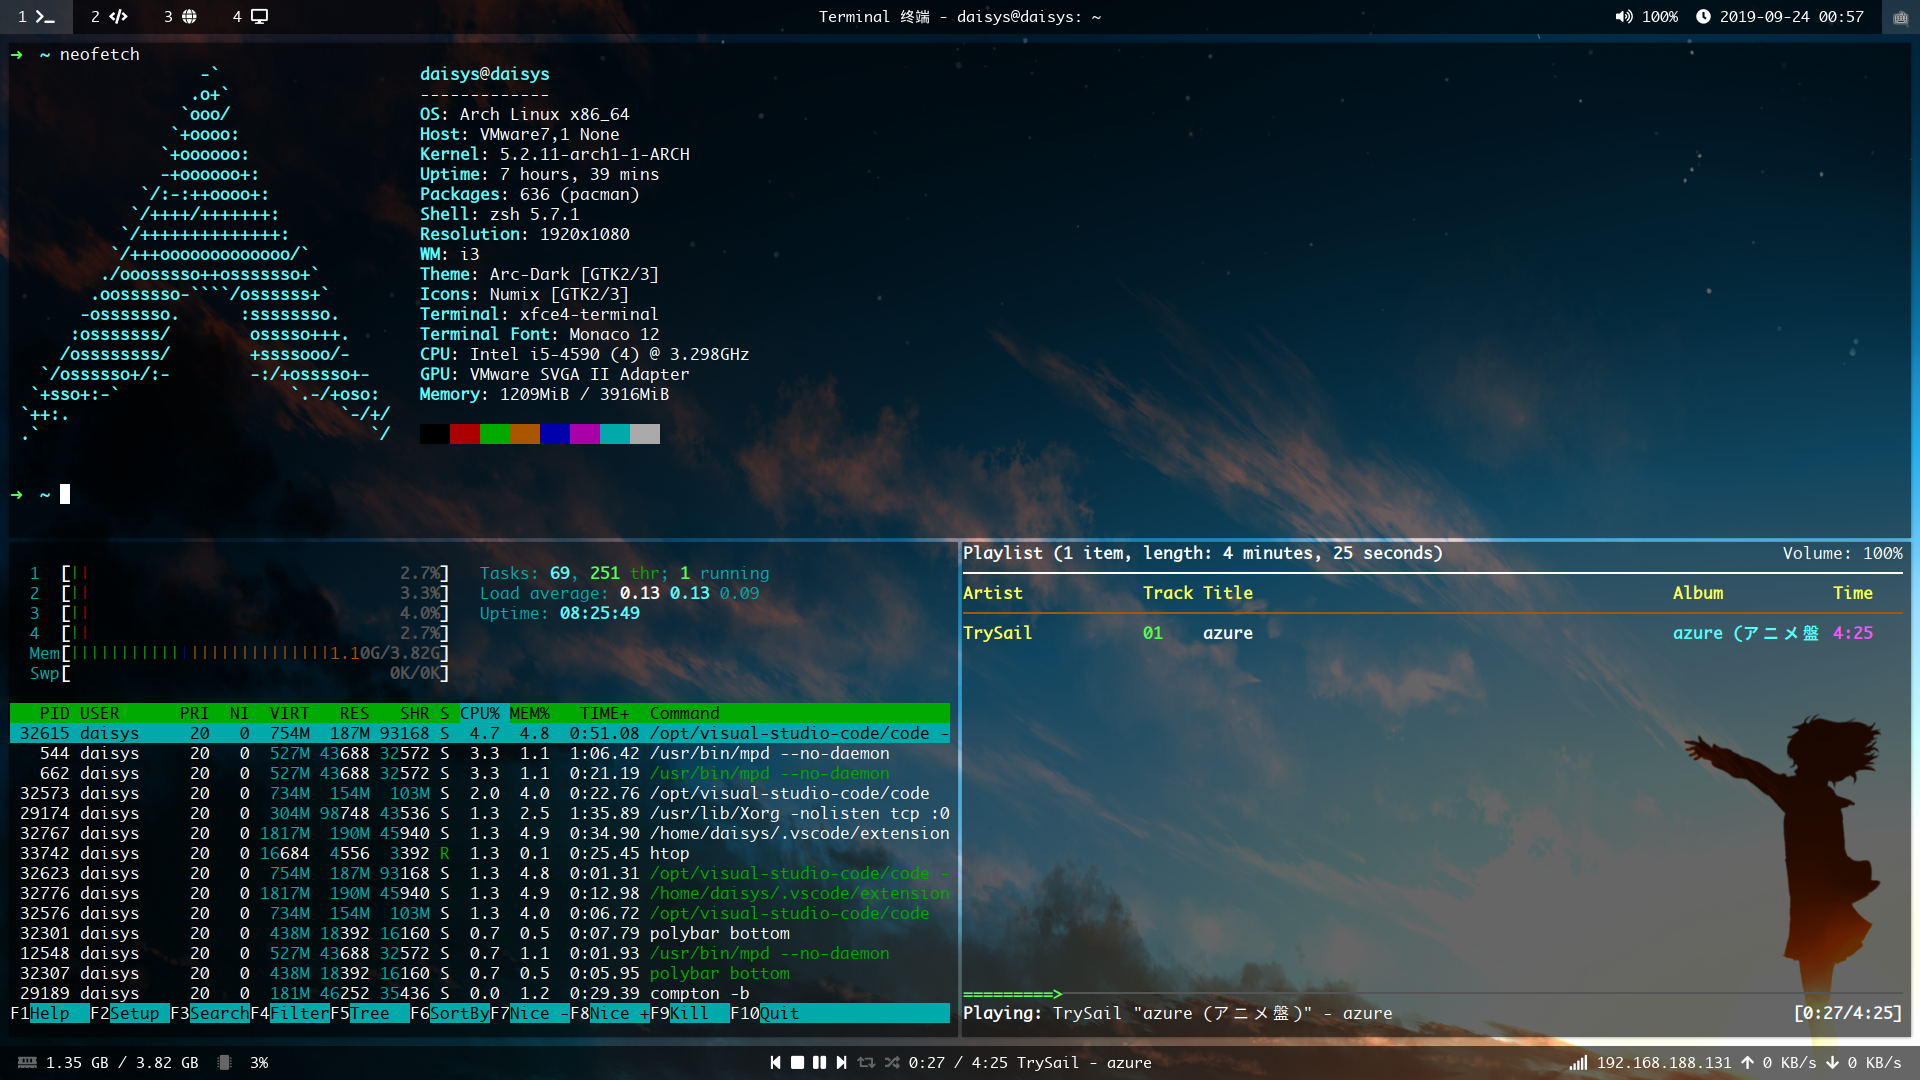 1 2 3 4 Terminal 终端 - daisys@daisys: ~ 100% 2019-09-24 00:57
➜ ~ neofetch
-`
.o+`
`ooo/
`+oooo:
`+oooooo:
-+oooooo+:
`/:-:++oooo+:
`/++++/+++++++:
`/++++++++++++++:
`/+++ooooooooooooo/`
./ooosssso++osssssso+`
.oossssso-````/ossssss+`
-osssssso. :ssssssso.
:osssssss/ osssso+++.
/ossssssss/ +ssssooo/-
`/ossssso+/:- -:/+osssso+-
`+sso+:-` `.-/+oso:
`++:. `-/+/
.` `/
daisys@daisys
-------------
OS: Arch Linux x86_64
Host: VMware7,1 None
Kernel: 5.2.11-arch1-1-ARCH
Uptime: 7 hours, 39 mins
Packages: 636 (pacman)
Shell: zsh 5.7.1
Resolution: 1920x1080
WM: i3
Theme: Arc-Dark [GTK2/3]
Icons: Numix [GTK2/3]
Terminal: xfce4-terminal
Terminal Font: Monaco 12
CPU: Intel i5-4590 (4) @ 3.298GHz
GPU: VMware SVGA II Adapter
Memory: 1209MiB / 3916MiB
➜ ~
1 [|| 2.7%]
2 [|| 3.3%]
3 [|| 4.0%]
4 [|| 2.7%]
Mem[||||||||||||||||||||||||||1.10G/3.82G]
Swp[ 0K/0K]
Tasks: 69, 251 thr; 1 running
Load average: 0.13 0.13 0.09
Uptime: 08:25:49
PID USER PRI NI VIRT RES SHR S CPU% MEM% TIME+ Command
32615 daisys 20 0 754M 187M 93168 S 4.7 4.8 0:51.08 /opt/visual-studio-code/code -
544 daisys 20 0 527M 43688 32572 S 3.3 1.1 1:06.42 /usr/bin/mpd --no-daemon
662 daisys 20 0 527M 43688 32572 S 3.3 1.1 0:21.19 /usr/bin/mpd --no-daemon
32573 daisys 20 0 734M 154M 103M S 2.0 4.0 0:22.76 /opt/visual-studio-code/code
29174 daisys 20 0 304M 98748 43536 S 1.3 2.5 1:35.89 /usr/lib/Xorg -nolisten tcp :0
32767 daisys 20 0 1817M 190M 45940 S 1.3 4.9 0:34.90 /home/daisys/.vscode/extension
33742 daisys 20 0 16684 4556 3392 R 1.3 0.1 0:25.45 htop
32623 daisys 20 0 754M 187M 93168 S 1.3 4.8 0:01.31 /opt/visual-studio-code/code -
32776 daisys 20 0 1817M 190M 45940 S 1.3 4.9 0:12.98 /home/daisys/.vscode/extension
32576 daisys 20 0 734M 154M 103M S 1.3 4.0 0:06.72 /opt/visual-studio-code/code
32301 daisys 20 0 438M 18392 16160 S 0.7 0.5 0:07.79 polybar bottom
12548 daisys 20 0 527M 43688 32572 S 0.7 1.1 0:01.93 /usr/bin/mpd --no-daemon
32307 daisys 20 0 438M 18392 16160 S 0.7 0.5 0:05.95 polybar bottom
29189 daisys 20 0 181M 46252 35436 S 0.0 1.2 0:29.39 compton -b
F1Help F2Setup F3SearchF4FilterF5Tree F6SortByF7Nice -F8Nice +F9Kill F10Quit
Playlist (1 item, length: 4 minutes, 25 seconds) Volume: 100%
Artist Track Title Album Time
TrySail 01 azure azure (アニメ盤 4:25
=========>
Playing: TrySail "azure (アニメ盤)" - azure [0:27/4:25]
1.35 GB / 3.82 GB 3% 0:27 / 4:25 TrySail - azure 192.168.188.131 0 KB/s 0 KB/s